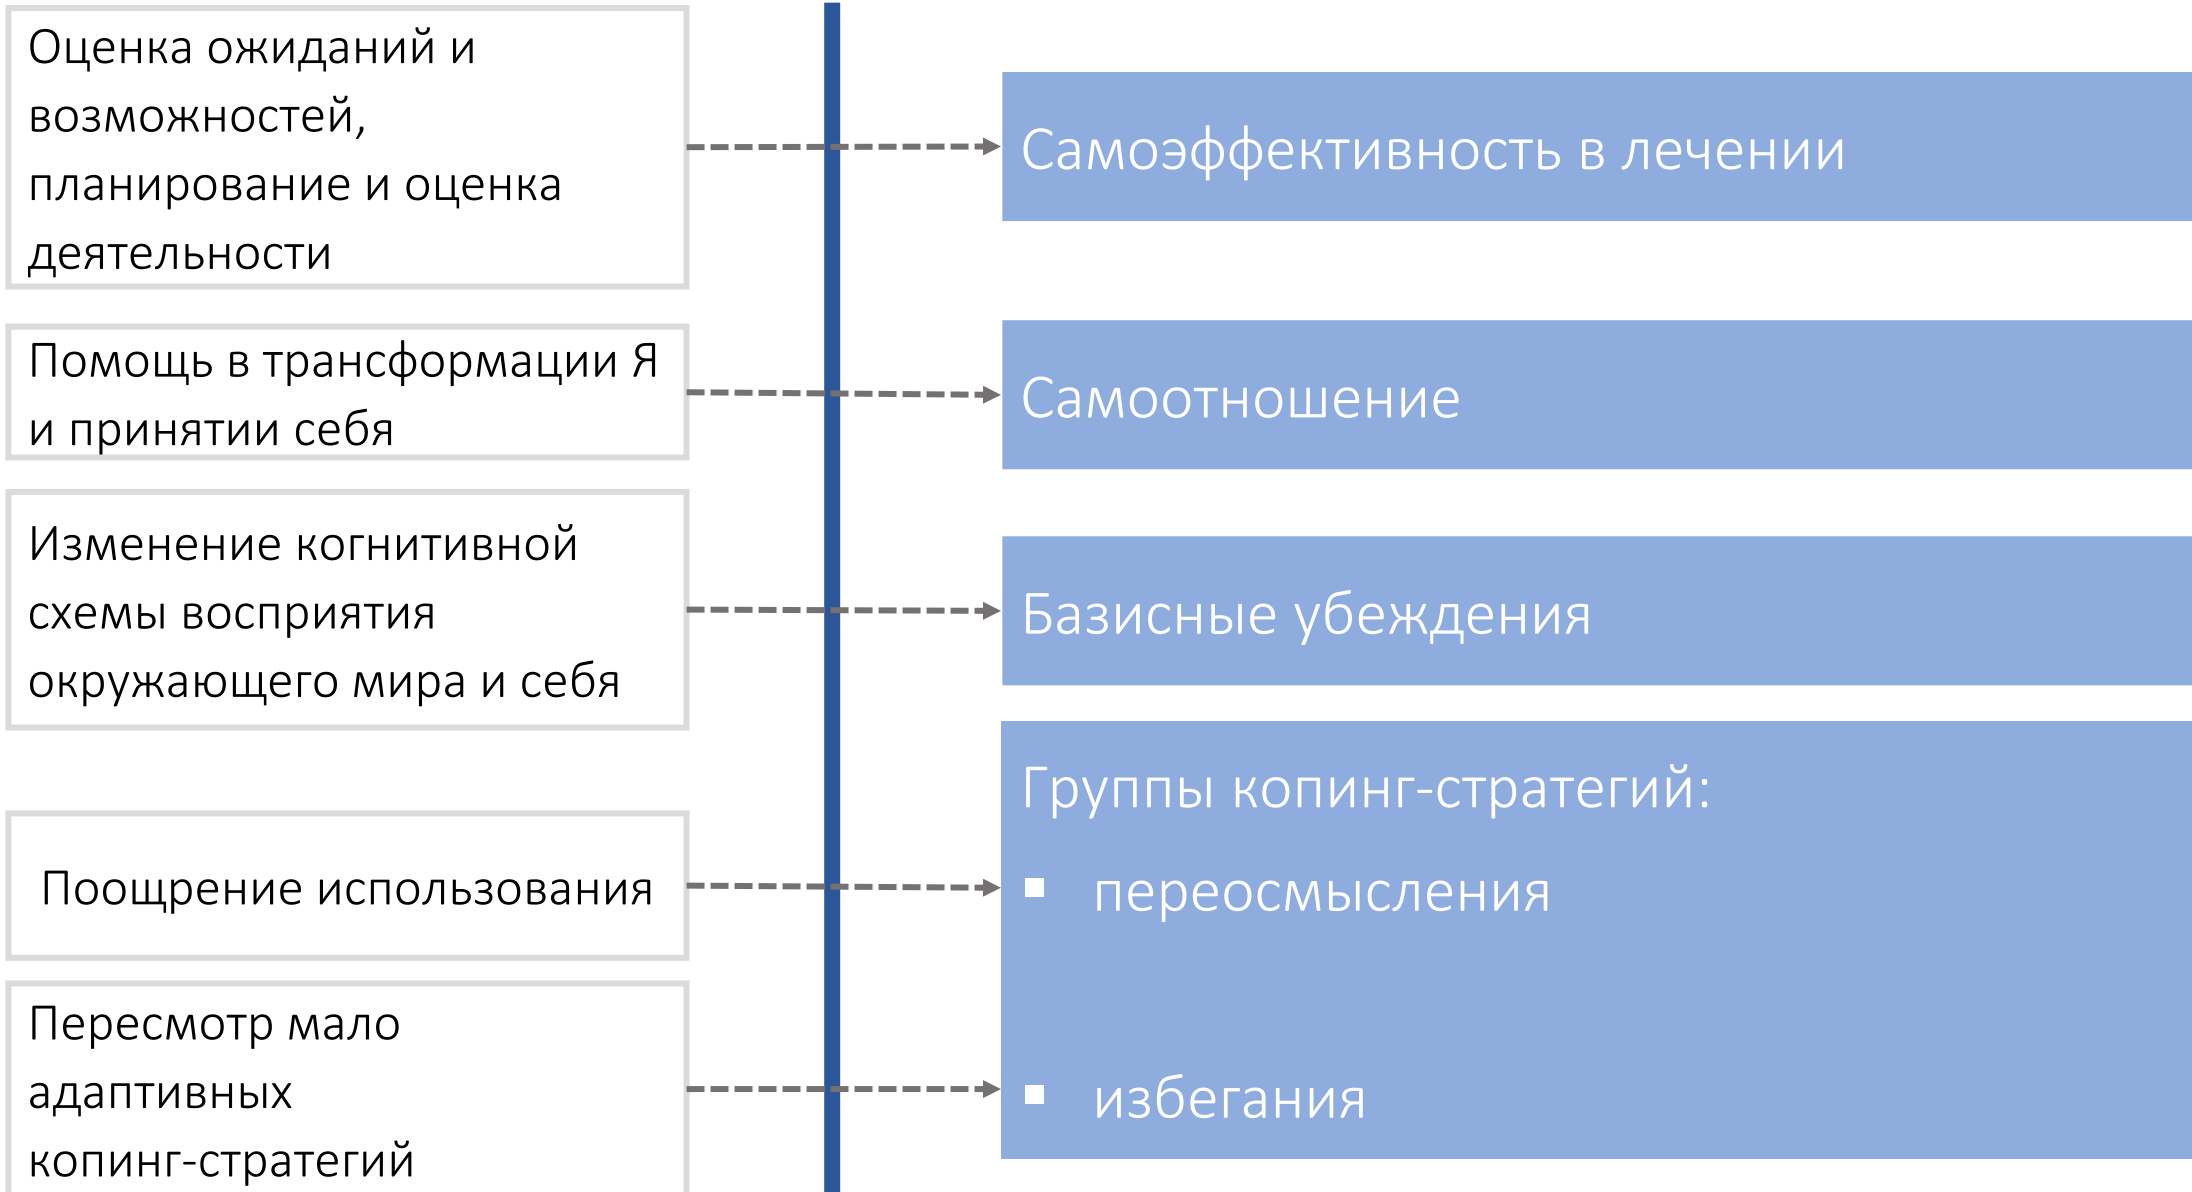 Оценка ожиданий и
возможностей,
планирование и оценка
деятельности
Самоэффективность в лечении
Помощь в трансформации Я
и принятии себя
Самоотношение
Изменение когнитивной
схемы восприятия
окружающего мира и себя
Базисные убеждения
Группы копинг-стратегий:
Поощрение использования
▪ переосмысления
Пересмотр мало
адаптивных
копинг-стратегий
▪ избегания